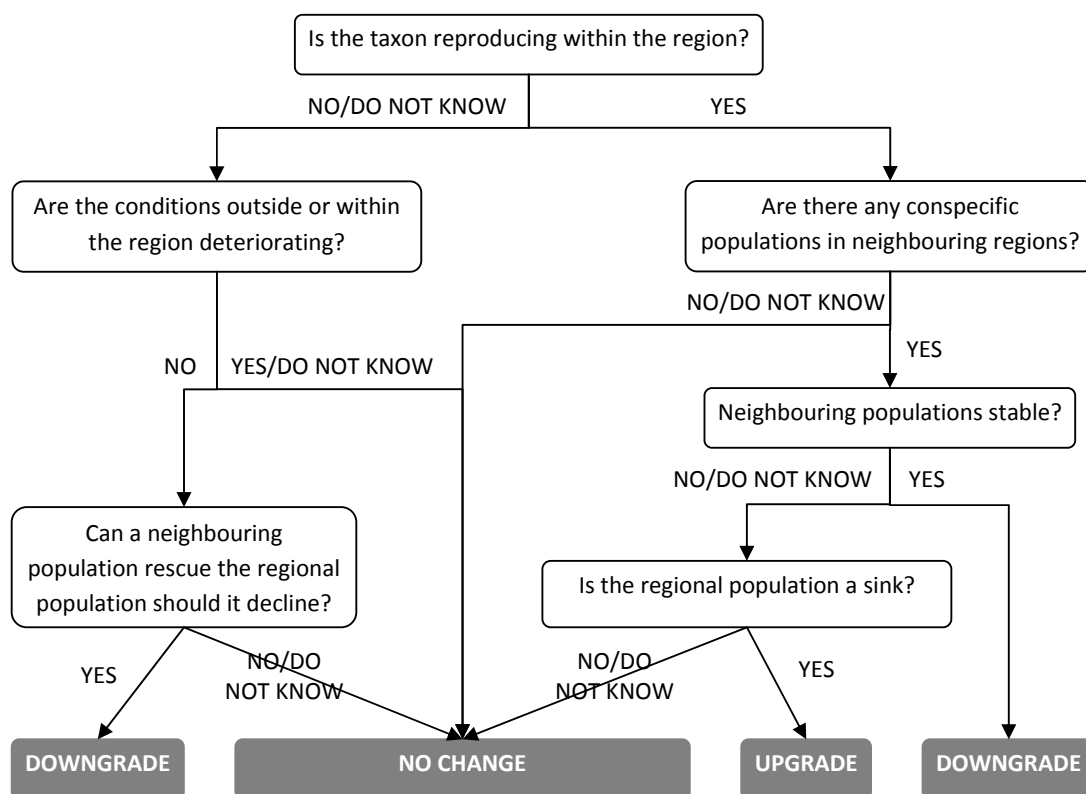 Is the taxon reproducing within the region?
NO/DO NOT KNOW
YES
Are the conditions outside or within
the region deteriorating?
Are there any conspecific
populations in neighbouring regions?
NO/DO NOT KNOW
NO
YES/DO NOT KNOW
YES
Neighbouring populations stable?
NO/DO NOT KNOW
YES
Can a neighbouring
population rescue the regional
population should it decline?
Is the regional population a sink?
YES
NO/DO
NOT KNOW
NO/DO
NOT KNOW
YES
DOWNGRADE
NO CHANGE
UPGRADE
DOWNGRADE